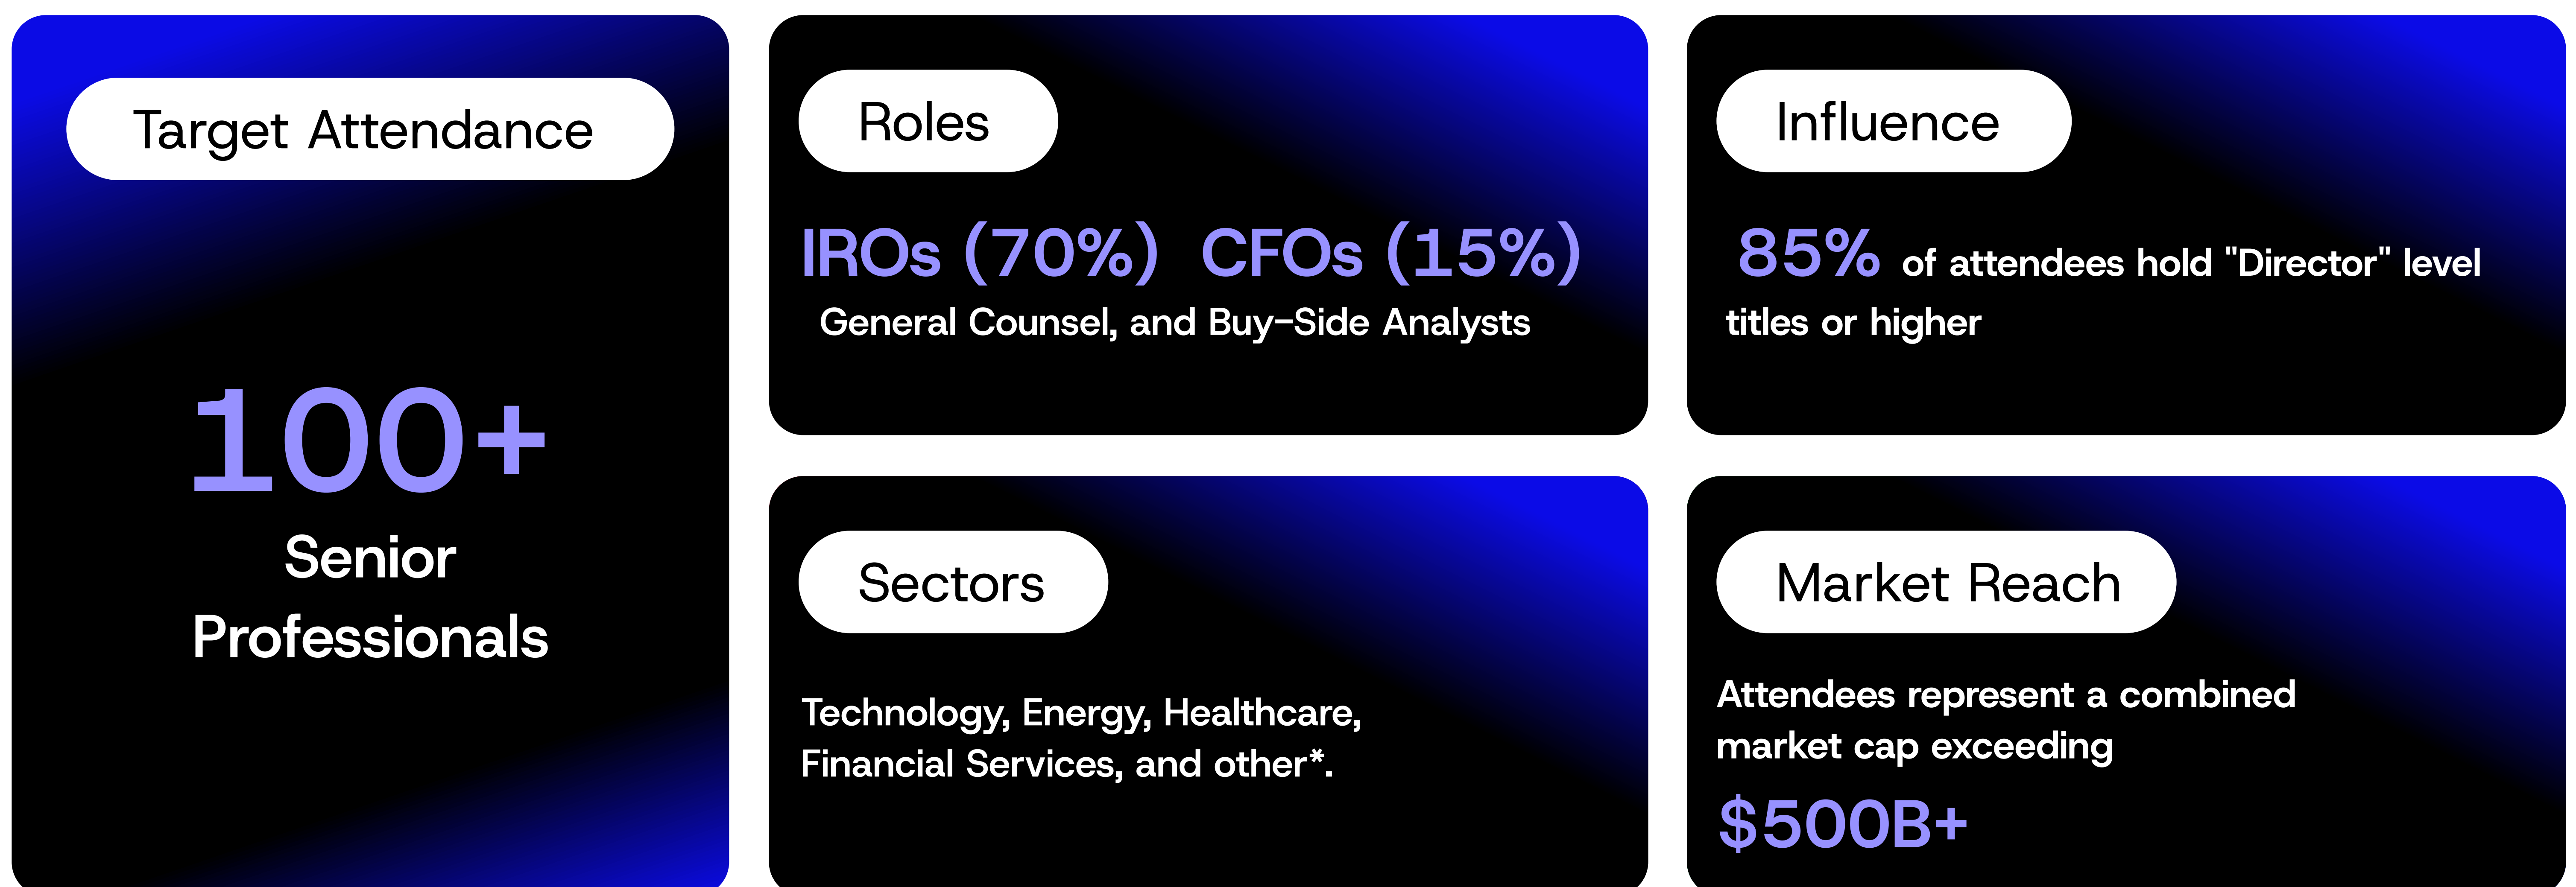 Target Attendance
100+
Senior
Professionals
Roles
IROs (70%) CFOs (15%)
General Counsel, and Buy-Side Analysts
Influence
85% of attendees hold "Director" level
titles or higher
Sectors
Technology, Energy, Healthcare,
Financial Services, and other*.
Market Reach
Attendees represent a combined
market cap exceeding
$500B+